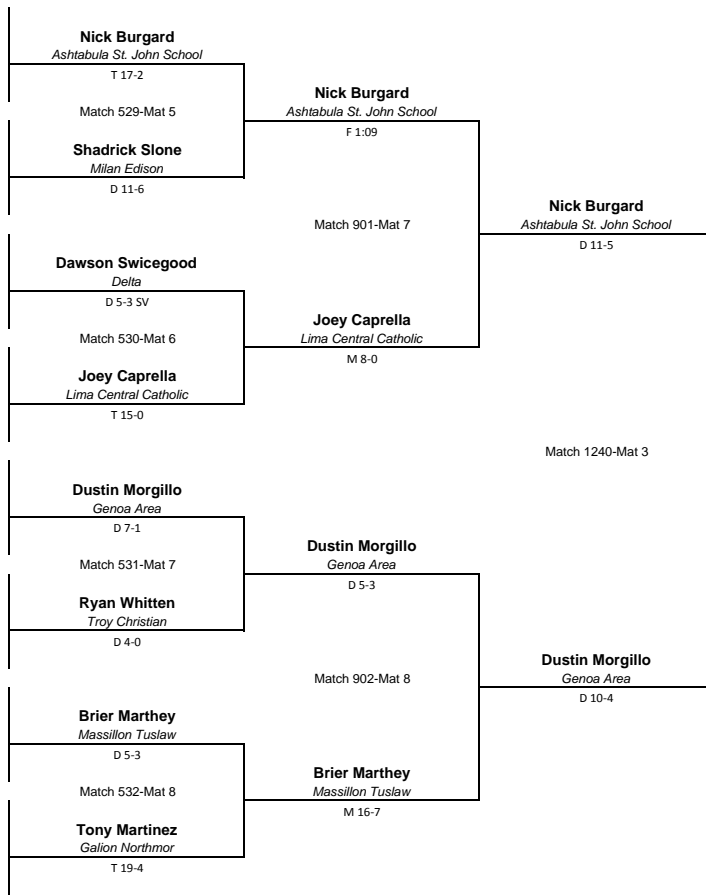 Nick Burgard
Ashtabula St. John School
T 17-2
Match 529-Mat 5
Nick Burgard
Ashtabula St. John School
F 1:09
Shadrick Slone
Milan Edison
D 11-6
Match 901-Mat 7
Nick Burgard
Ashtabula St. John School
D 11-5
Dawson Swicegood
Delta
D 5-3 SV
Match 530-Mat 6
Joey Caprella
Lima Central Catholic
M 8-0
Joey Caprella
Lima Central Catholic
T 15-0
Match 1240-Mat 3
Dustin Morgillo
Genoa Area
D 7-1
Match 531-Mat 7
Dustin Morgillo
Genoa Area
D 5-3
Ryan Whitten
Troy Christian
D 4-0
Match 902-Mat 8
Dustin Morgillo
Genoa Area
D 10-4
Brier Marthey
Massillon Tuslaw
D 5-3
Match 532-Mat 8
Brier Marthey
Massillon Tuslaw
M 16-7
Tony Martinez
Galion Northmor
T 19-4